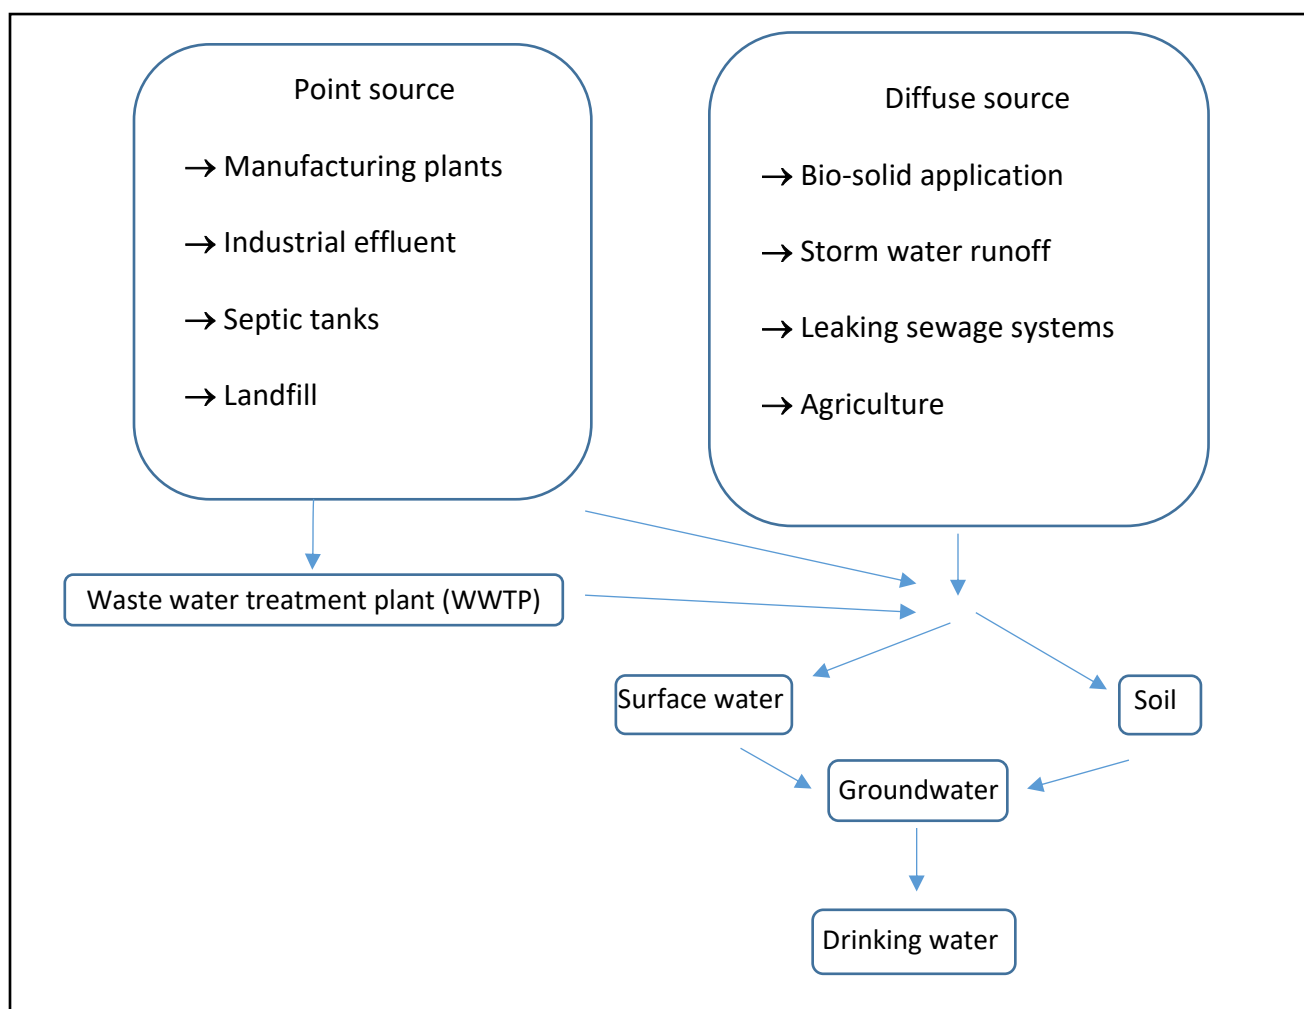 Point source
→ Manufacturing plants
→ Industrial effluent
→ Septic tanks
→ Landfill
Diffuse source
→ Bio-solid application
→ Storm water runoff
→ Leaking sewage systems
→ Agriculture
Waste water treatment plant (WWTP)
Surface water
Soil
Groundwater
Drinking water